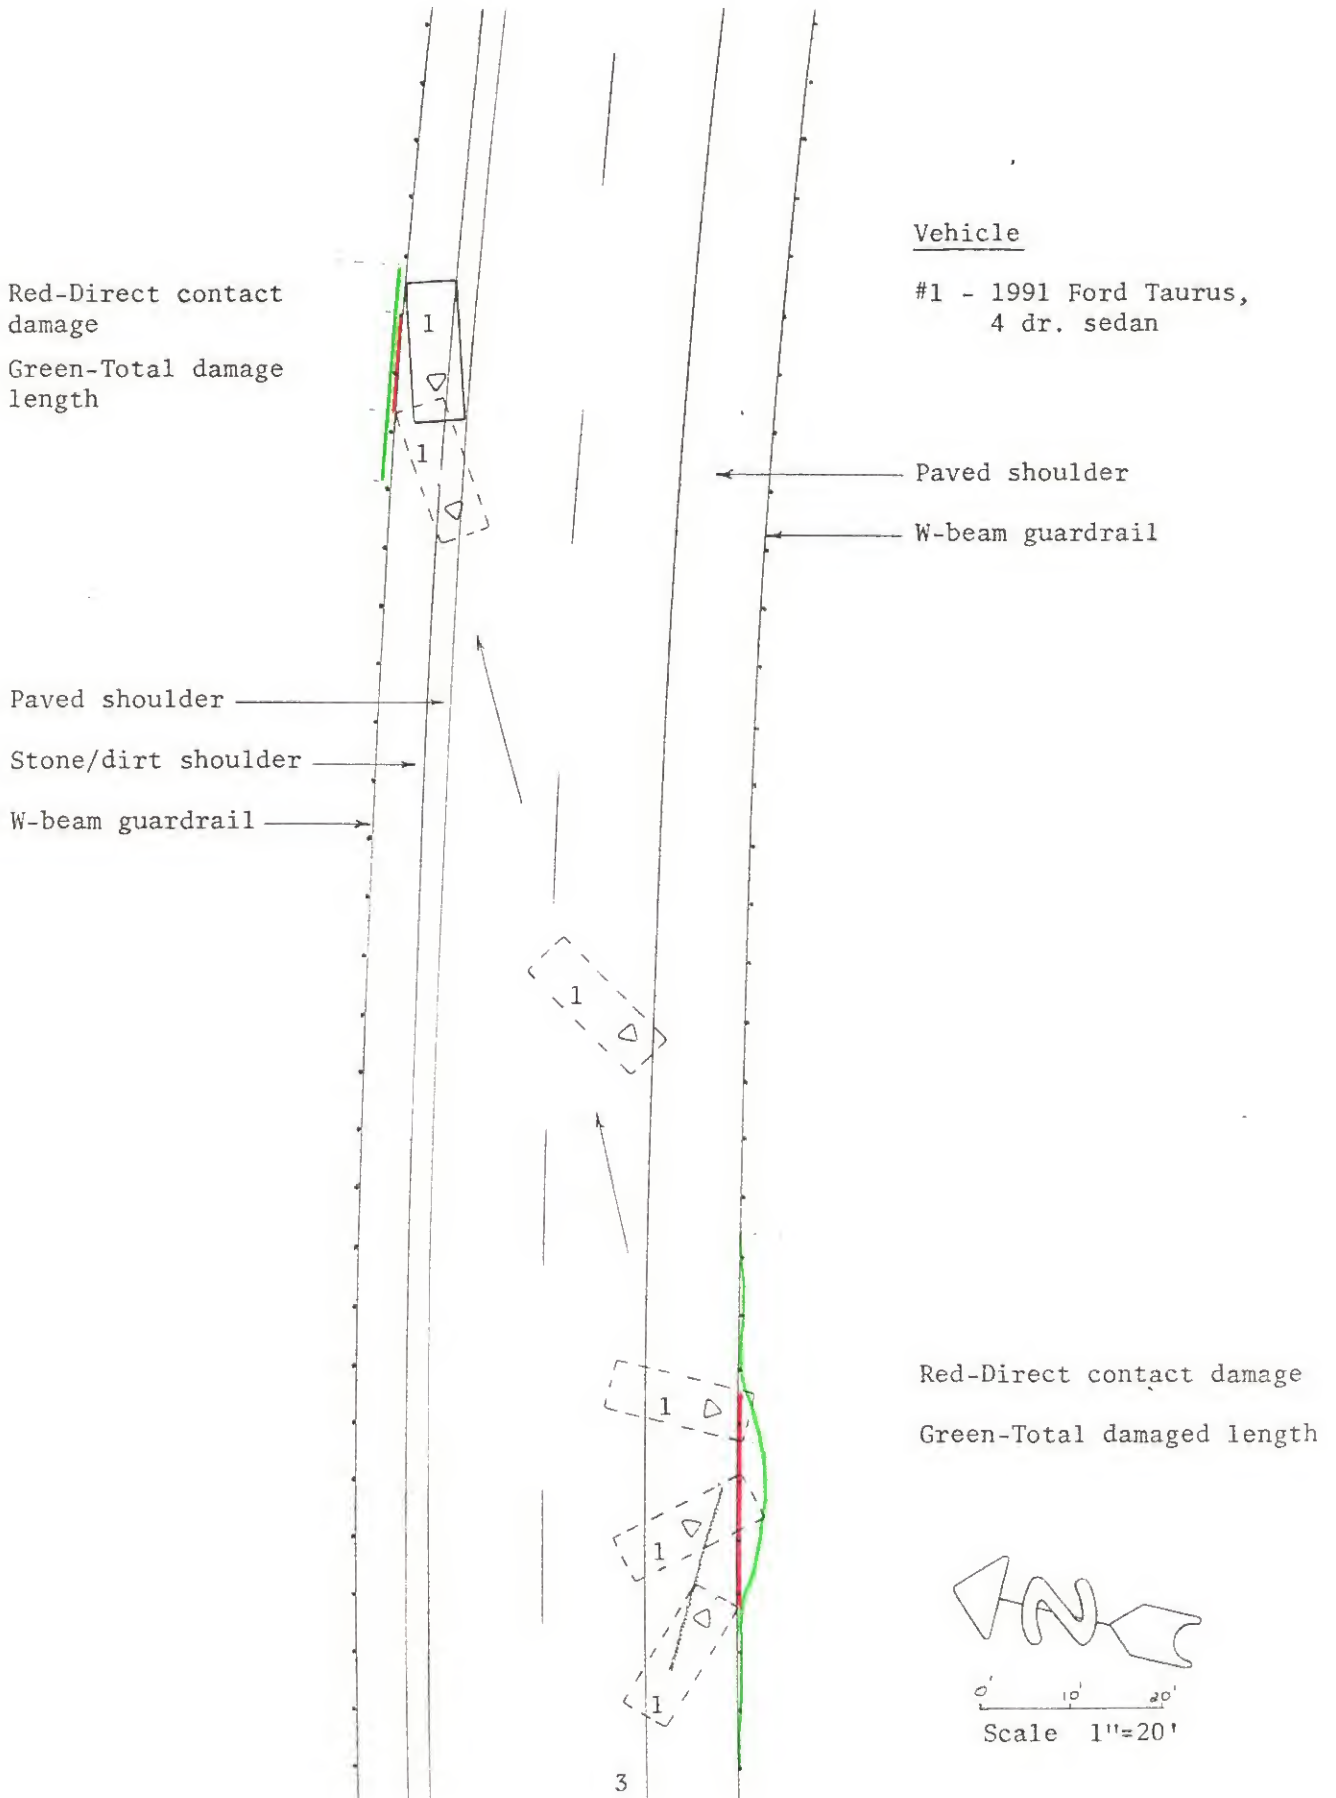 Vehicle
#1 - 1991 Ford Taurus,
4 dr. sedan
Red-Direct contact
damage
Green-Total damage
length
1
1
Paved shoulder
W-beam guardrail
Paved shoulder
Stone/dirt shoulder
W-beam guardrail
1
Red-Direct contact damage
Green-Total damaged length
1
1
1
N
0' 10' 20'
Scale 1"=20'
3